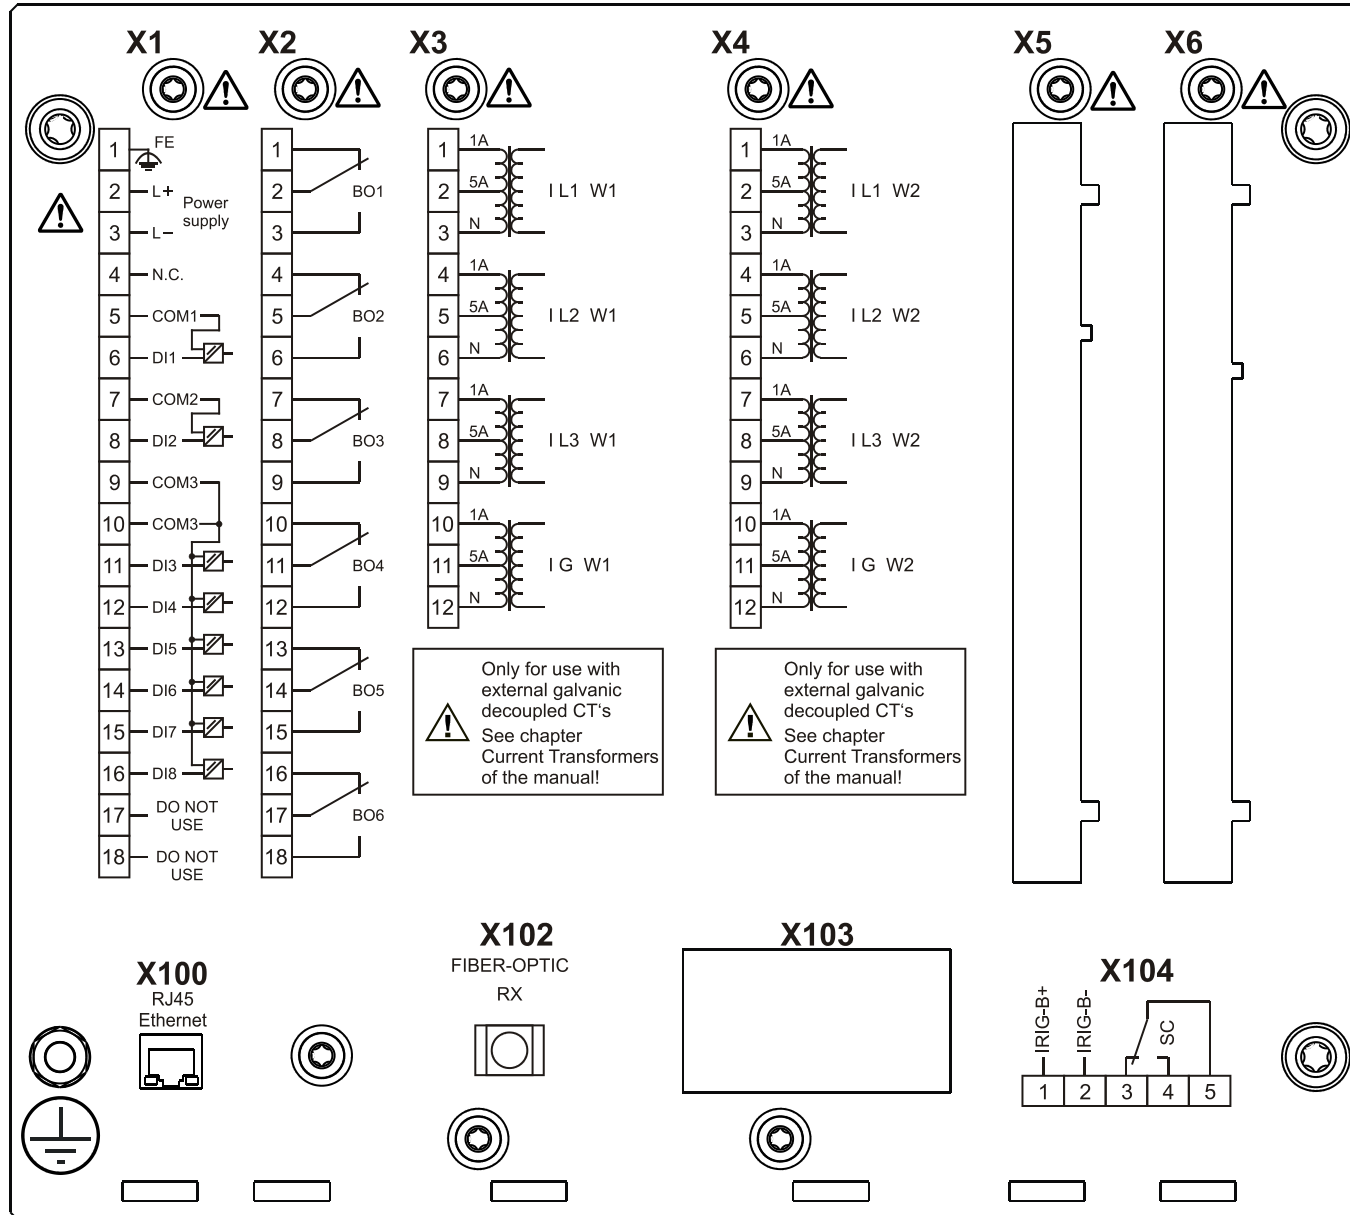 X1
X2
X3
X4
X5
X6
1 FE
2 L+
Power
supply
3 L–
4 N.C.
5 COM1
6 DI1
7 COM2
8 DI2
9 COM3
10 COM3
11 DI3
12 DI4
13 DI5
14 DI6
15 DI7
16 DI8
17 DO NOT
USE
18 DO NOT
USE
1
2 BO1
3
4
5 BO2
6
7
8 BO3
9
10
11 BO4
12
13
14 BO5
15
16
17 BO6
18
1 1A
2 5A I L1 W1
3 N
4 1A
5 5A I L2 W1
6 N
7 1A
8 5A I L3 W1
9 N
10 1A
11 5A I G W1
12 N
! Only for use with
external galvanic
decoupled CT‘s
See chapter
Current Transformers
of the manual!
1 1A
2 5A I L1 W2
3 N
4 1A
5 5A I L2 W2
6 N
7 1A
8 5A I L3 W2
9 N
10 1A
11 5A I G W2
12 N
! Only for use with
external galvanic
decoupled CT‘s
See chapter
Current Transformers
of the manual!
X100
RJ45
Ethernet
X102
FIBER-OPTIC
RX
X103
X104
IRIG-B+
IRIG-B-
SC
1 2 3 4 5